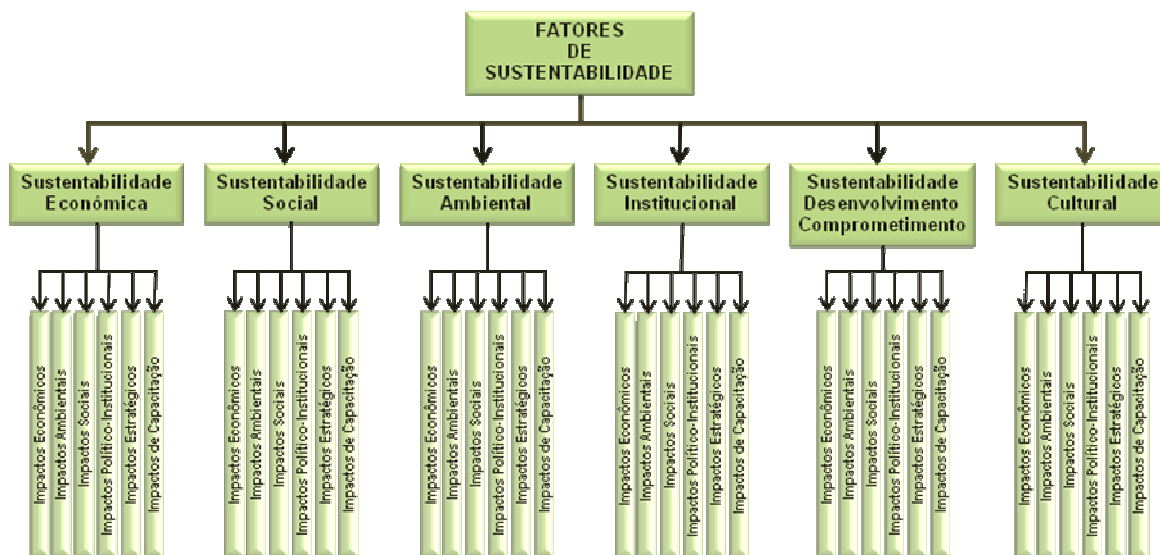 FATORES
DE
SUSTENTABILIDADE
Sustentabilidade
Econômica
Sustentabilidade
Social
Sustentabilidade
Ambiental
Sustentabilidade
Institucional
Sustentabilidade
Desenvolvimento
Comprometimento
Sustentabilidade
Cultural
Impactos Econômicos
Impactos Ambientais
Impactos Sociais
Impactos Político-Institucionais
Impactos Estratégicos
Impactos de Capacitação
Impactos Econômicos
Impactos Ambientais
Impactos Sociais
Impactos Político-Institucionais
Impactos Estratégicos
Impactos de Capacitação
Impactos Econômicos
Impactos Ambientais
Impactos Sociais
Impactos Político-Institucionais
Impactos Estratégicos
Impactos de Capacitação
Impactos Econômicos
Impactos Ambientais
Impactos Sociais
Impactos Político-Institucionais
Impactos Estratégicos
Impactos de Capacitação
Impactos Econômicos
Impactos Ambientais
Impactos Sociais
Impactos Político-Institucionais
Impactos Estratégicos
Impactos de Capacitação
Impactos Econômicos
Impactos Ambientais
Impactos Sociais
Impactos Político-Institucionais
Impactos Estratégicos
Impactos de Capacitação